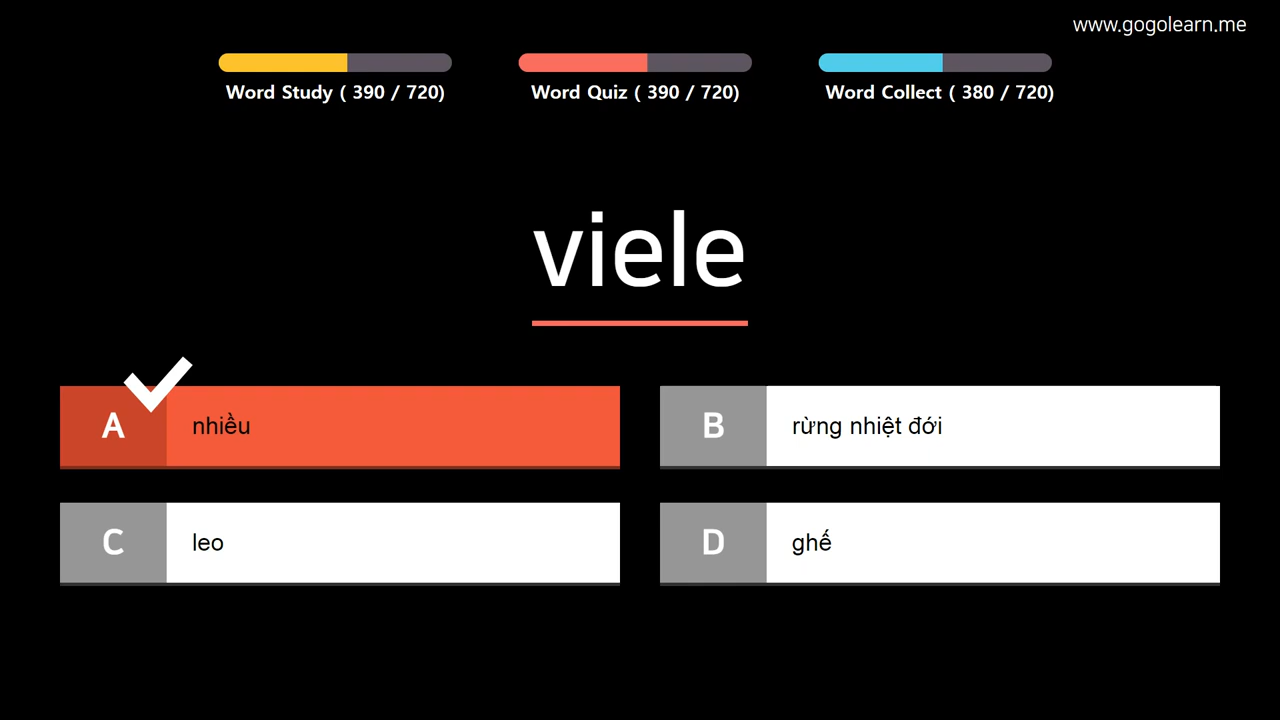 www.gogolearn.me
Word Study ( 390 / 720)
Word Quiz ( 390 / 720)
Word Collect ( 380 / 720)
viele
A nhiều
B rừng nhiệt đới
C leo
D ghế